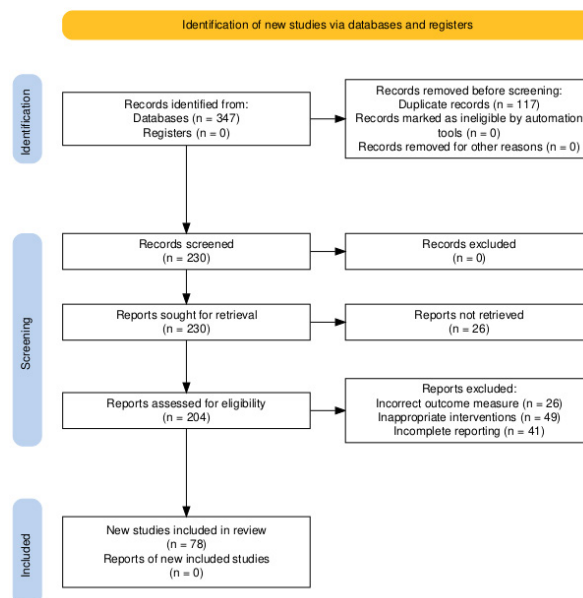 Identification of new studies via databases and registers
Identification
Records identified from:
Databases (n = 347)
Registers (n = 0)
Records removed before screening:
Duplicate records (n = 117)
Records marked as ineligible by automation
tools (n = 0)
Records removed for other reasons (n = 0)
Screening
Records screened
(n = 230)
Records excluded
(n = 0)
Reports sought for retrieval
(n = 230)
Reports not retrieved
(n = 26)
Reports assessed for eligibility
(n = 204)
Reports excluded:
Incorrect outcome measure (n = 26)
Inappropriate interventions (n = 49)
Incomplete reporting (n = 41)
Included
New studies included in review
(n = 78)
Reports of new included studies
(n = 0)